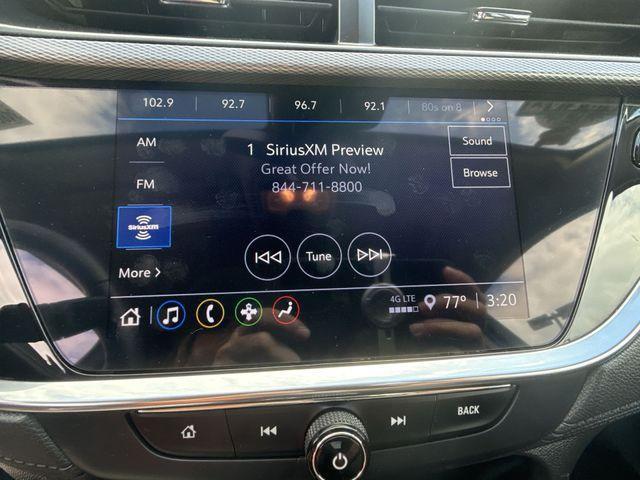 102.9 92.7 96.7 92.1 80s on 8
AM
FM
SiriusXM
More
1 SiriusXM Preview
Great Offer Now!
844-711-8800
Sound
Browse
Tune
4G LTE 77° 3:20
BACK